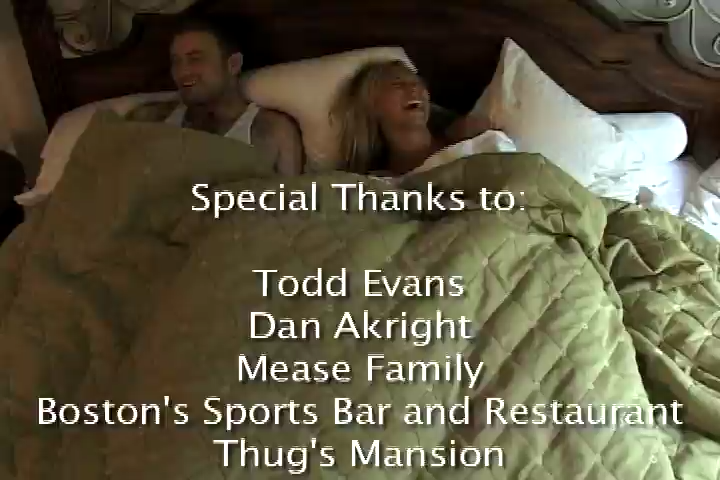 Special Thanks to:
Todd Evans
Dan Akright
Mease Family
Boston's Sports Bar and Restaurant
Thug's Mansion